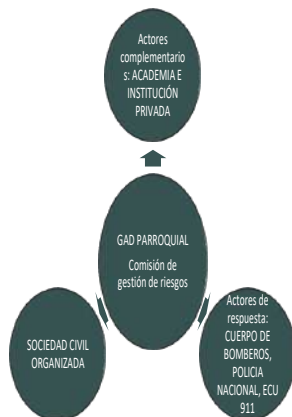 Actores
complementario
s: ACADEMIA E
INSTITUCIÓN
PRIVADA
GAD PARROQUIAL
Comisión de
gestión de riesgos
SOCIEDAD CIVIL
ORGANIZADA
Actores de
respuesta:
CUERPO DE
BOMBEROS,
POLICIA
NACIONAL, ECU
911